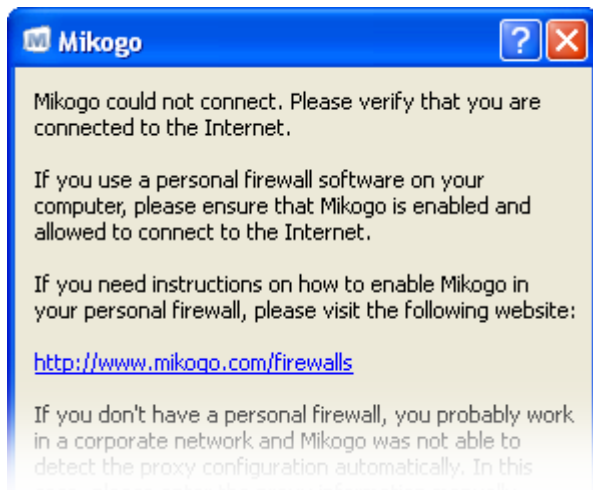 Mikogo
Mikogo could not connect. Please verify that you are
connected to the Internet.
If you use a personal firewall software on your
computer, please ensure that Mikogo is enabled and
allowed to connect to the Internet.
If you need instructions on how to enable Mikogo in
your personal firewall, please visit the following website:
http://www.mikogo.com/firewalls
If you don't have a personal firewall, you probably work
in a corporate network and Mikogo was not able to
detect the proxy configuration automatically. In this